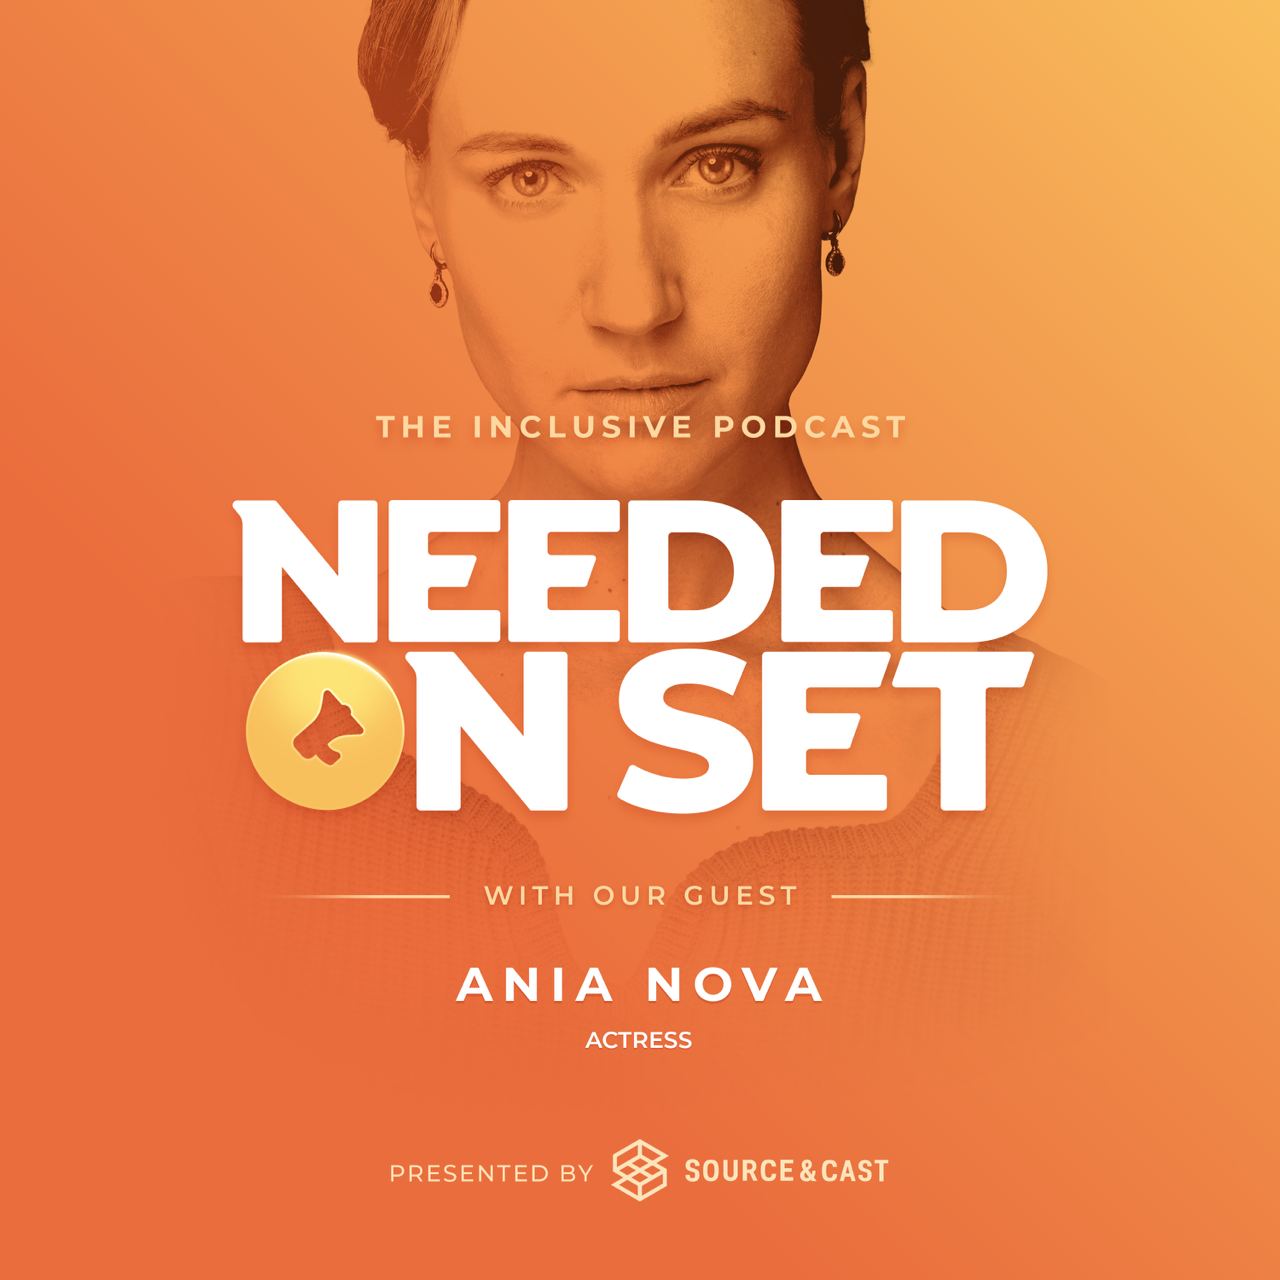 THE INCLUSIVE PODCAST
NEEDED
ON SET
WITH OUR GUEST
ANIA NOVA
ACTRESS
PRESENTED BY SOURCE & CAST